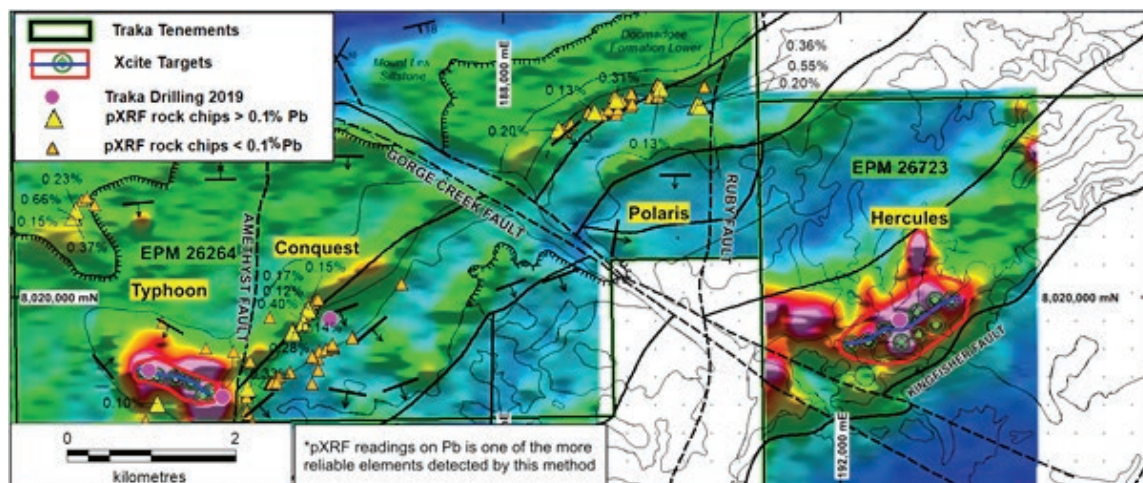 Traka Tenements
Xcite Targets
Traka Drilling 2019
pXRF rock chips > 0.1% Pb
pXRF rock chips < 0.1%Pb
18
Doomadgee
Formation Lower
Siltstone
188,000 mE
0.36%
0.55%
0.20%
0.31%
0.13%
0.20%
0.13%
GORGE CREEK FAULT
RUBY FAULT
Polaris
EPM 26723
Hercules
0.23%
0.66%
0.15%
0.37%
EPM 26264
Typhoon
AMETHYST FAULT
Conquest
0.15%
0.17%
0.12%
0.40%
8,020,000 mN
8,020,000 mN
KINGFISHER FAULT
0.10%
192,000 mE
0 2
kilometres
*pXRF readings on Pb is one of the more
reliable elements detected by this method